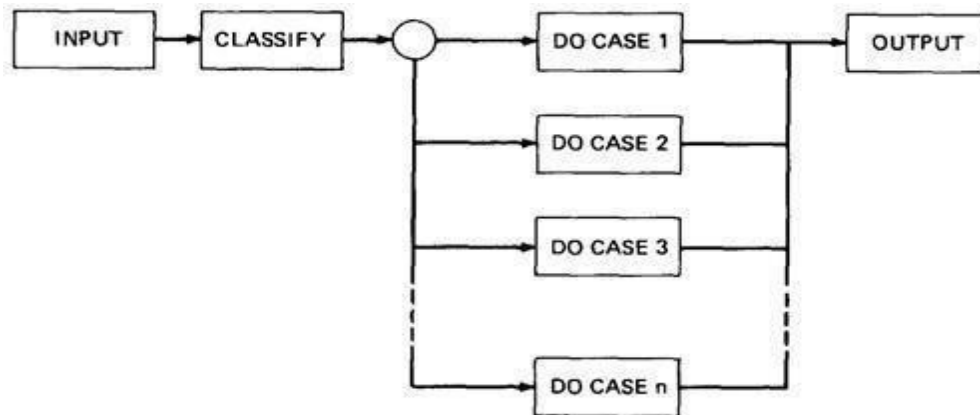 INPUT
CLASSIFY
DO CASE 1
OUTPUT
DO CASE 2
DO CASE 3
DO CASE n